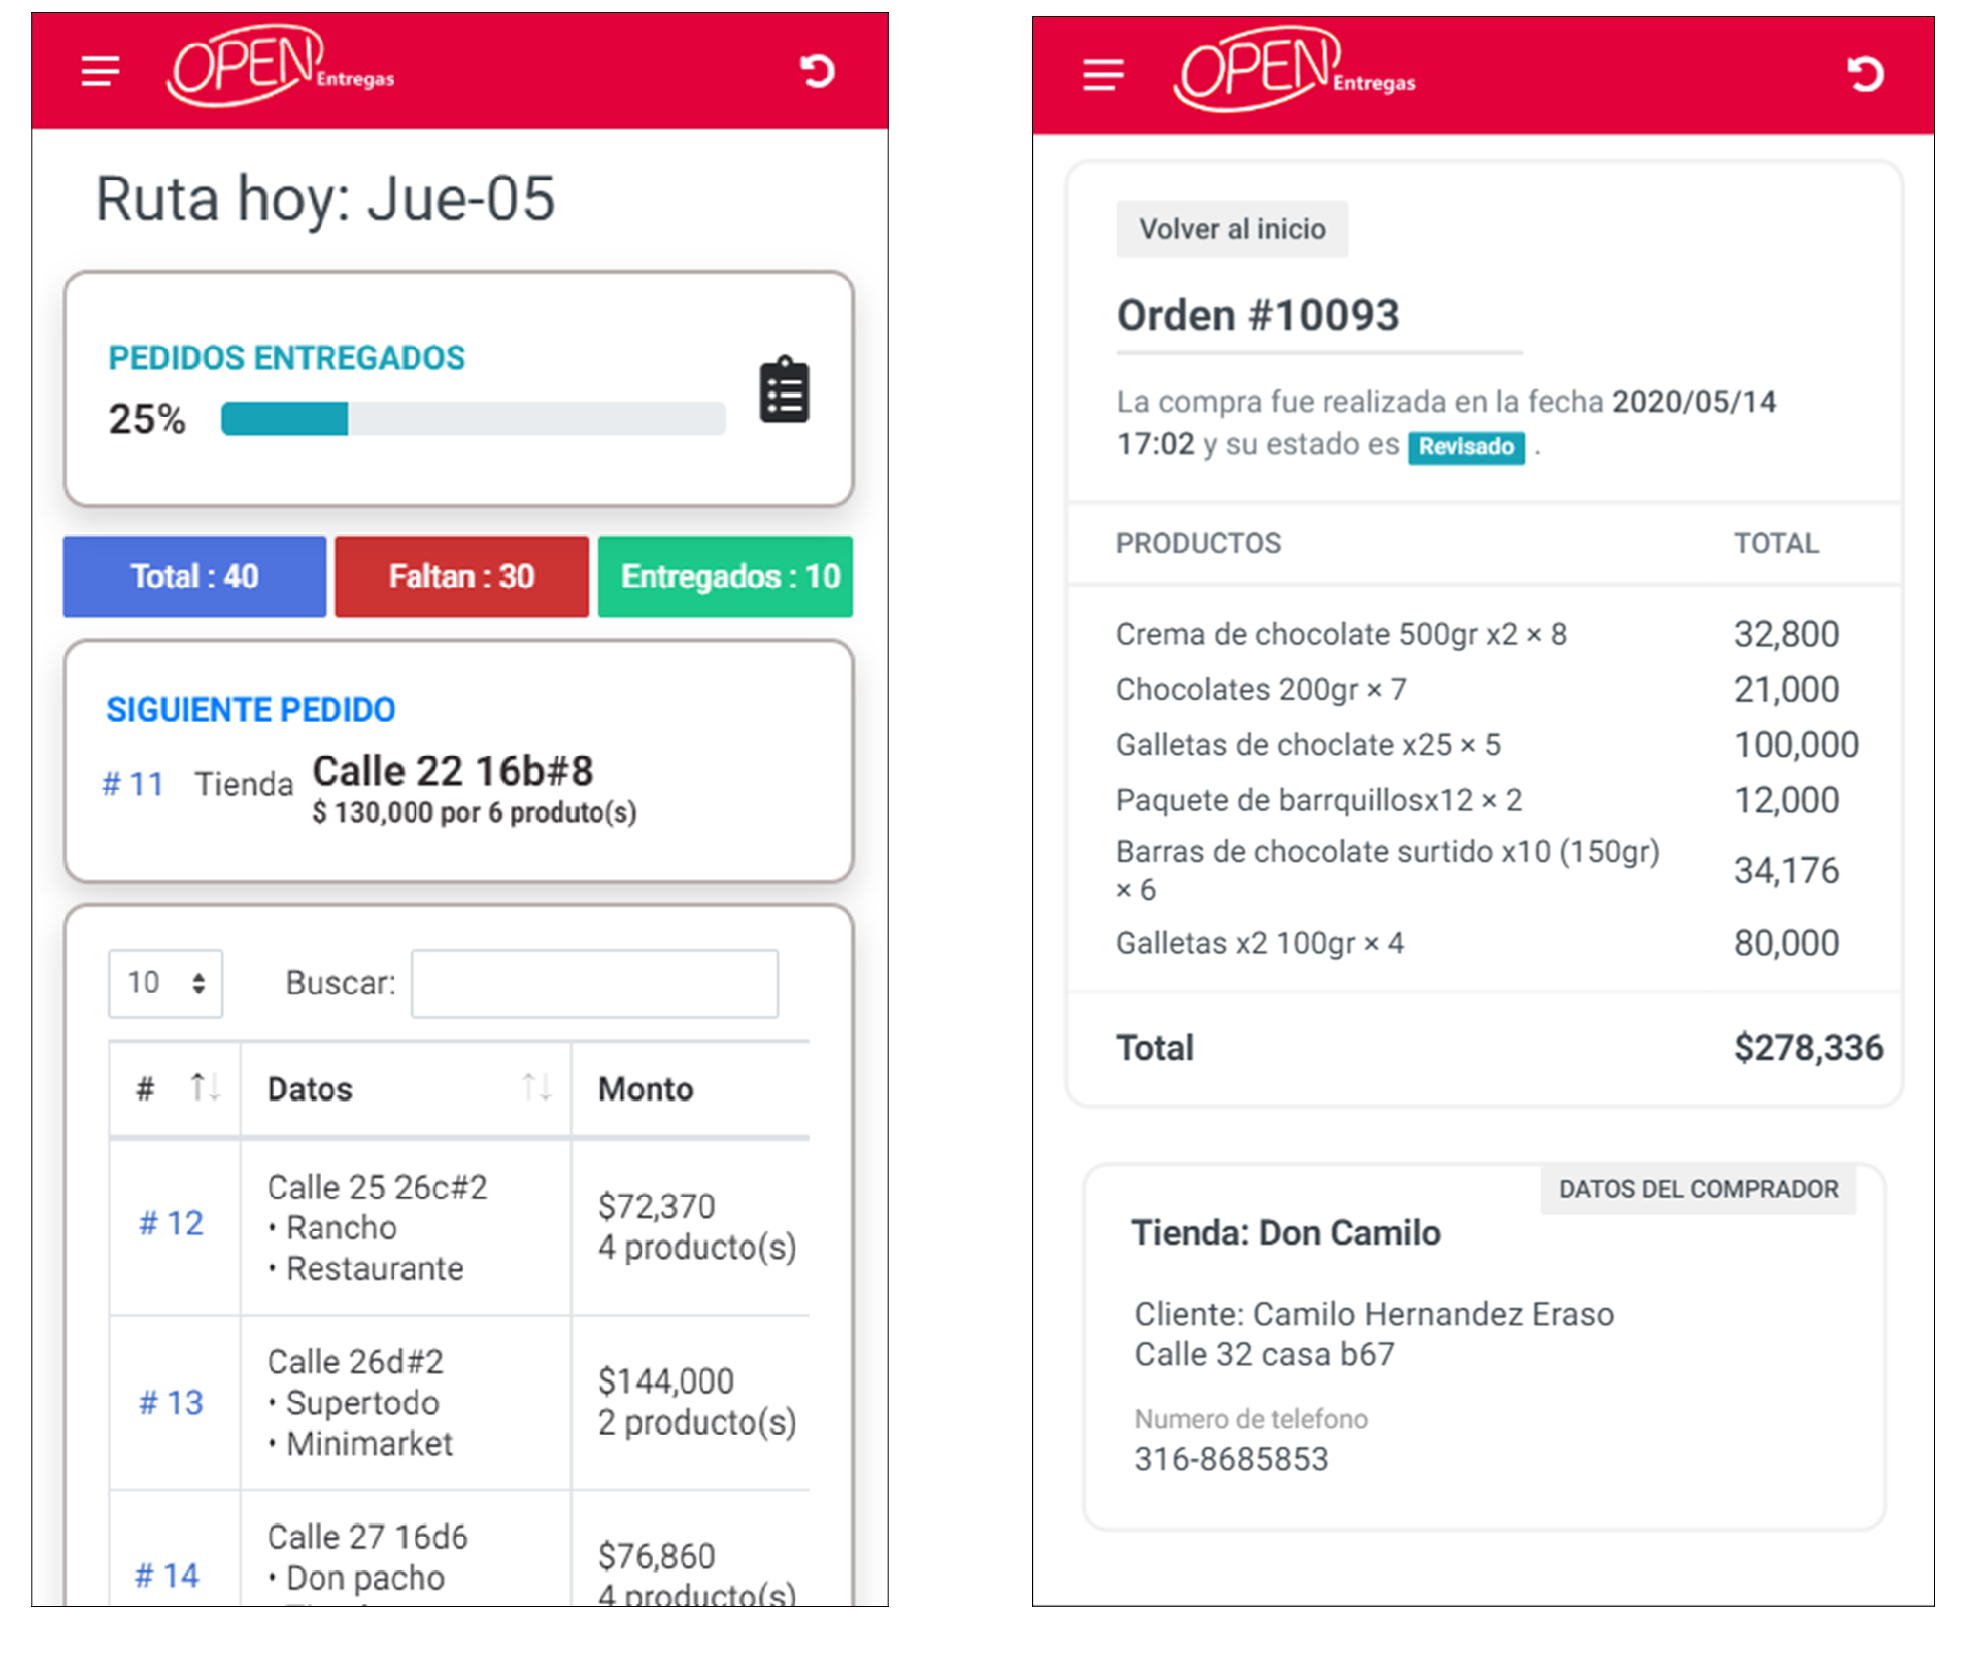 OPEN Entregas
Ruta hoy: Jue-05
PEDIDOS ENTREGADOS
25%
Total : 40
Faltan : 30
Entregados : 10
SIGUIENTE PEDIDO
# 11 Tienda Calle 22 16b#8
$ 130,000 por 6 produto(s)
10 Buscar:
# Datos Monto
# 12
Calle 25 26c#2
• Rancho
• Restaurante
$72,370
4 producto(s)
# 13
Calle 26d#2
• Supertodo
• Minimarket
$144,000
2 producto(s)
# 14
Calle 27 16d6
• Don pacho
$76,860
4 producto(s)
OPEN Entregas
Volver al inicio
Orden #10093
La compra fue realizada en la fecha 2020/05/14
17:02 y su estado es Revisado .
PRODUCTOS TOTAL
Crema de chocolate 500gr x2 × 8 32,800
Chocolates 200gr × 7 21,000
Galletas de choclate x25 × 5 100,000
Paquete de barrquillosx12 × 2 12,000
Barras de chocolate surtido x10 (150gr)
× 6 34,176
Galletas x2 100gr × 4 80,000
Total $278,336
DATOS DEL COMPRADOR
Tienda: Don Camilo
Cliente: Camilo Hernandez Eraso
Calle 32 casa b67
Numero de telefono
316-8685853